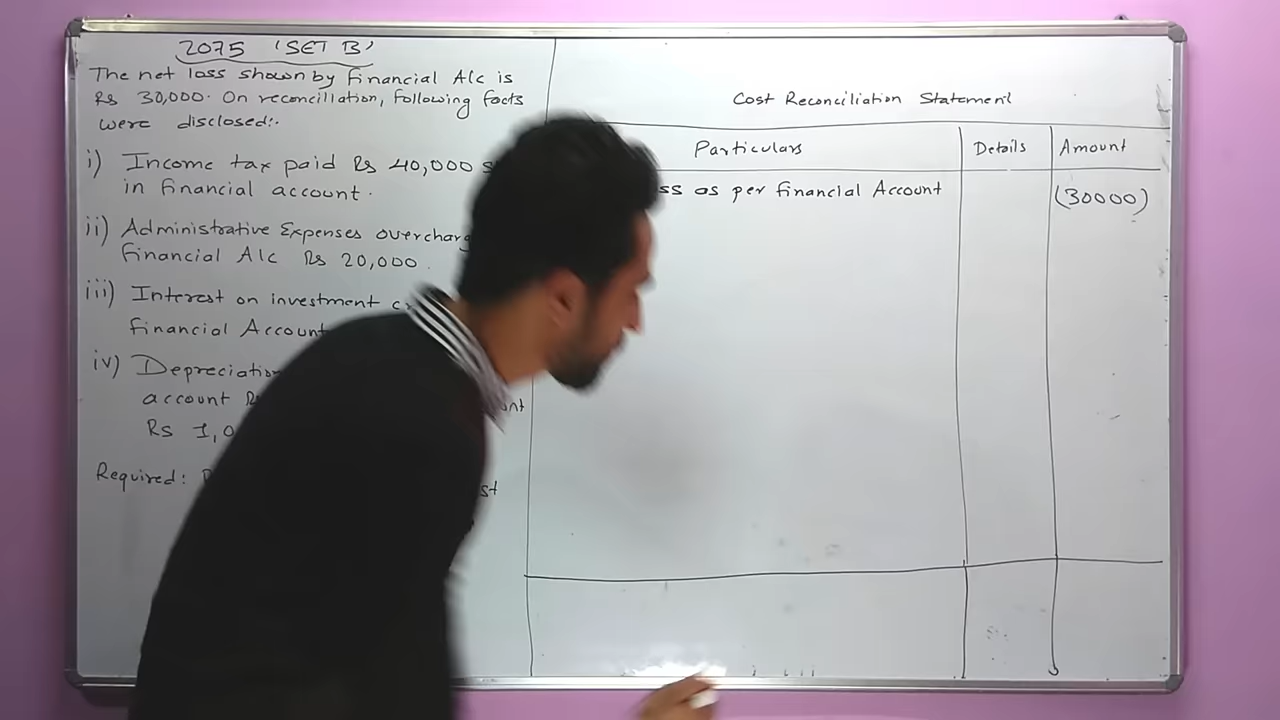 2075 'SET B'
The net loss shown by financial A/c is
Rs 30,000. On reconciliation, following facts
were disclosed:-
i) Income tax paid Rs 40,000
in financial account.
ii) Administrative Expenses overcharg
financial A/c Rs 20,000.
iii) Interest on investment
financial Account
iv) Depreciation
account
Rs 1,0
Required:
Cost Reconciliation Statement
Particulars Details Amount
ss as per financial Account (30000)